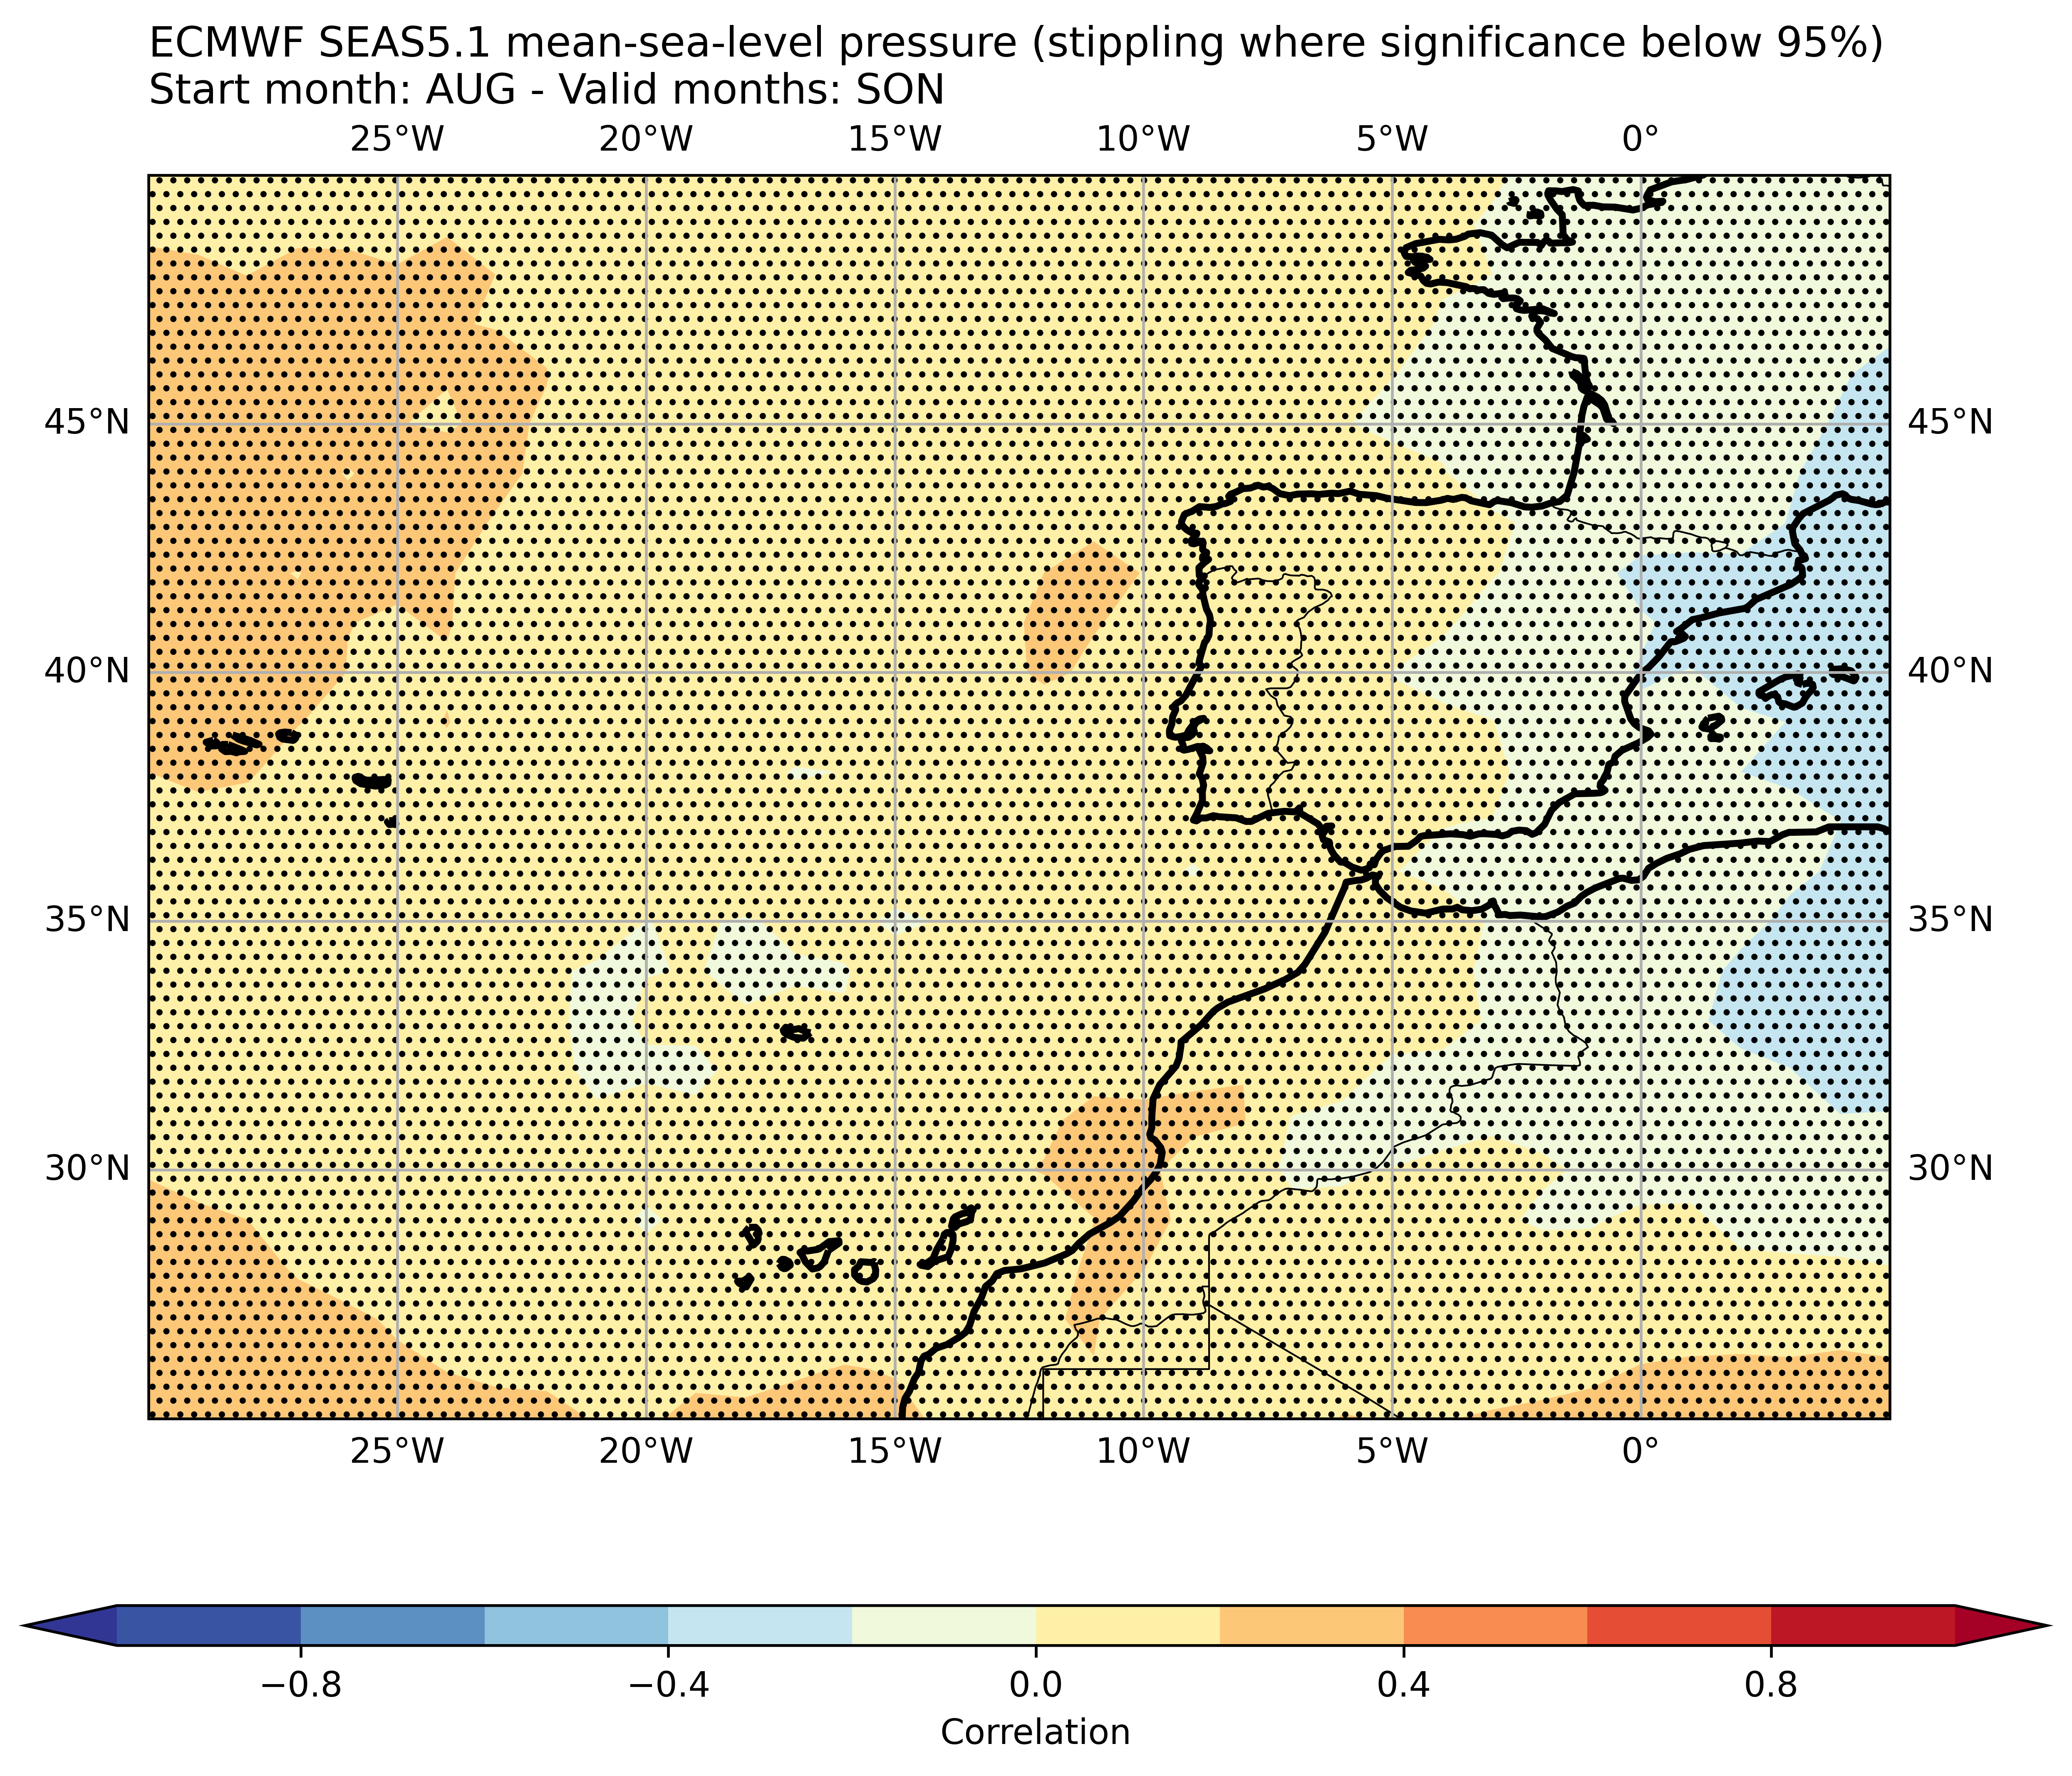 ECMWF SEAS5.1 mean-sea-level pressure (stippling where significance below 95%)
Start month: AUG - Valid months: SON
25°W 20°W 15°W 10°W 5°W 0°
45°N 45°N
40°N 40°N
35°N 35°N
30°N 30°N
25°W 20°W 15°W 10°W 5°W 0°
−0.8 −0.4 0.0 0.4 0.8
Correlation